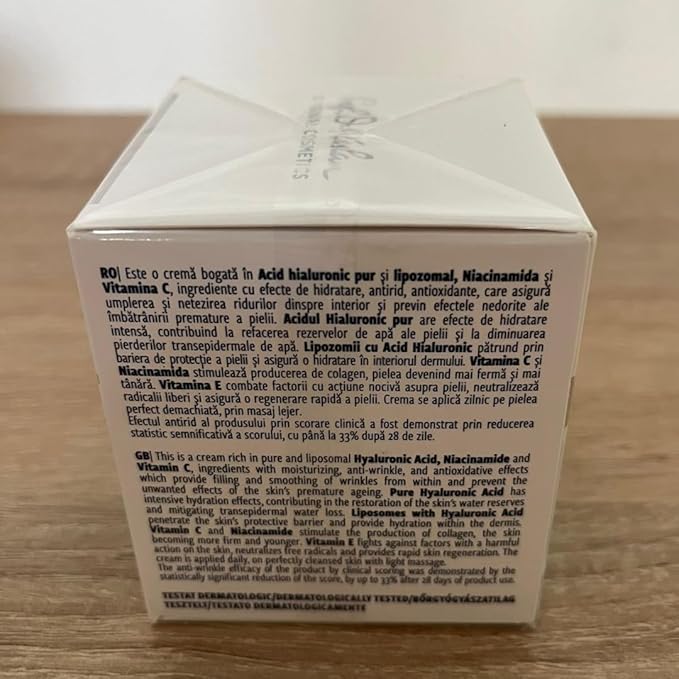 COSMETICS
RO| Este o cremă bogată în Acid hialuronic pur şi lipozomal, Niacinamida şi
Vitamina C, ingrediente cu efecte de hidratare, antirid, antioxidante, care asigură
umplerea şi netezirea ridurilor dinspre interior şi previn efectele nedorite ale
îmbătrânirii premature a pielii. Acidul Hialuronic pur are efecte de hidratare
intensă, contribuind la refacerea rezervelor de apă ale pielii şi la diminuarea
pierderilor transepidermale de apă. Lipozomii cu Acid Hialuronic pătrund prin
bariera de protecţie a pielii şi asigură o hidratare în interiorul dermului. Vitamina C şi
Niacinamida stimulează producerea de colagen, pielea devenind mai fermă şi mai
tânără. Vitamina E combate factorii cu acţiune nocivă asupra pielii, neutralizează
radicalii liberi şi asigură o regenerare rapidă a pielii. Crema se aplică zilnic pe pielea
perfect demachiată, prin masaj lejer.
Efectul antirid al produsului prin scorare clinică a fost demonstrat prin reducerea
statistic semnificativă a scorului, cu până la 33% după 28 de zile.
GB| This is a cream rich in pure and liposomal Hyaluronic Acid, Niacinamide and
Vitamin C, ingredients with moisturizing, anti-wrinkle, and antioxidative effects
which provide filling and smoothing of wrinkles from within and prevent the
unwanted effects of the skin's premature ageing. Pure Hyaluronic Acid has
intensive hydration effects, contributing in the restoration of the skin's water reserves
and mitigating transepidermal water loss. Liposomes with Hyaluronic Acid
penetrate the skin's protective barrier and provide hydration within the dermis.
Vitamin C and Niacinamide stimulate the production of collagen, the skin
becoming more firm and younger. Vitamin E fights against factors with a harmful
action on the skin, neutralizes free radicals and provides rapid skin regeneration. The
cream is applied daily, on perfectly cleansed skin with light massage.
The anti-wrinkle efficacy of the product by clinical scoring was demonstrated by the
statistically significant reduction of the score, by up to 33% after 28 days of product use.
TESTAT DERMATOLOGIC/DERMATOLOGICALLY TESTED/BŐRGYÓGYÁSZATILAG
TESZTELT/TESTATO DERMATOLOGICAMENTE